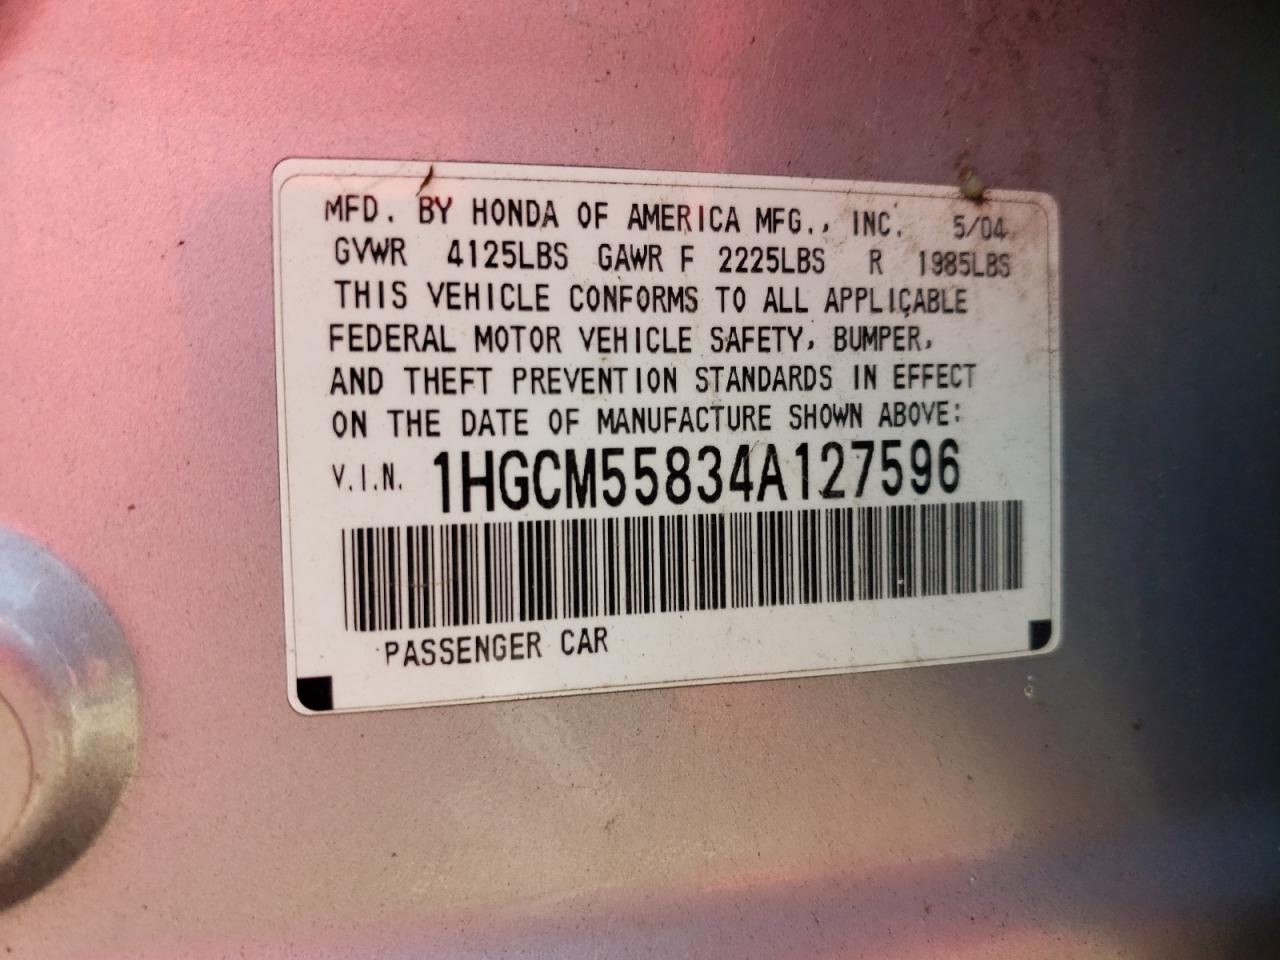 MFD. BY HONDA OF AMERICA MFG., INC. 5/04
GVWR 4125LBS GAWR F 2225LBS R 1985LBS
THIS VEHICLE CONFORMS TO ALL APPLICABLE
FEDERAL MOTOR VEHICLE SAFETY, BUMPER,
AND THEFT PREVENTION STANDARDS IN EFFECT
ON THE DATE OF MANUFACTURE SHOWN ABOVE:
V.I.N. 1HGCM55834A127596
PASSENGER CAR